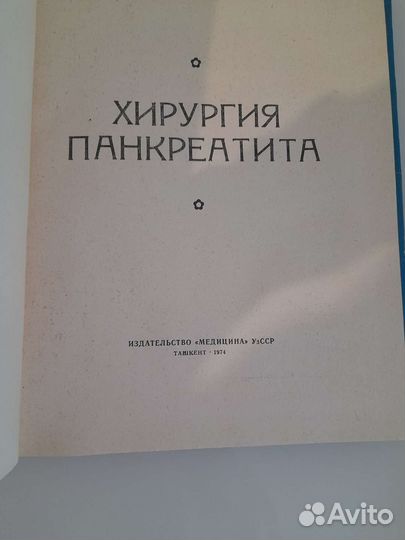 ХИРУРГИЯ
ПАНКРЕАТИТА
ИЗДАТЕЛЬСТВО «МЕДИЦИНА» УзССР
ТАШКЕНТ · 1974
Avito